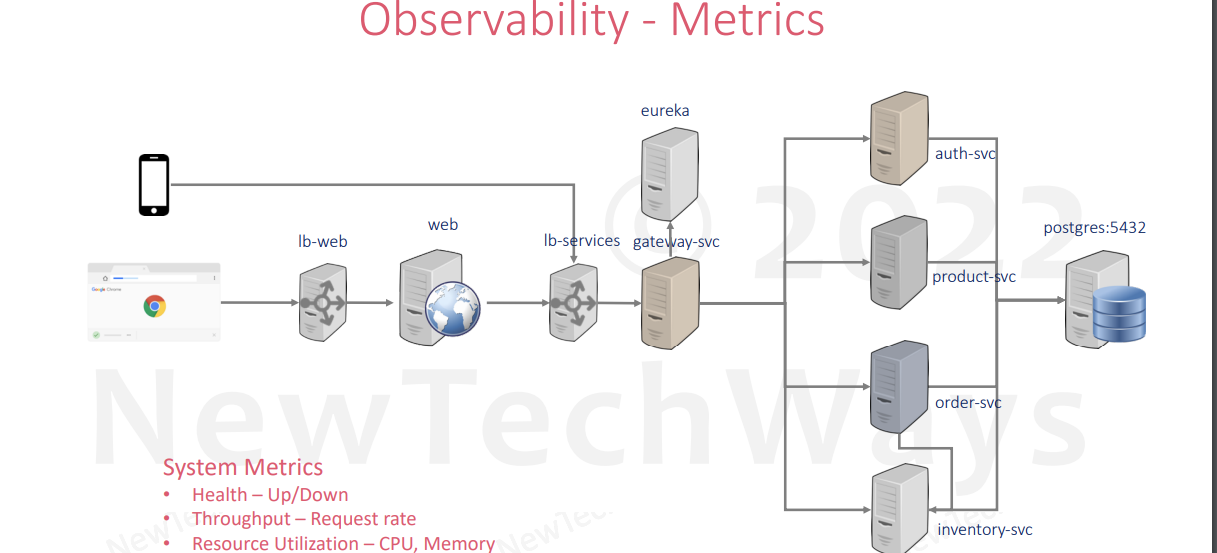 Observability - Metrics
eureka
auth-svc
web
lb-web
lb-services
gateway-svc
postgres:5432
product-svc
Google Chrome
order-svc
inventory-svc
© 2022
NewTechWays
System Metrics
• Health – Up/Down
• Throughput – Request rate
• Resource Utilization – CPU, Memory